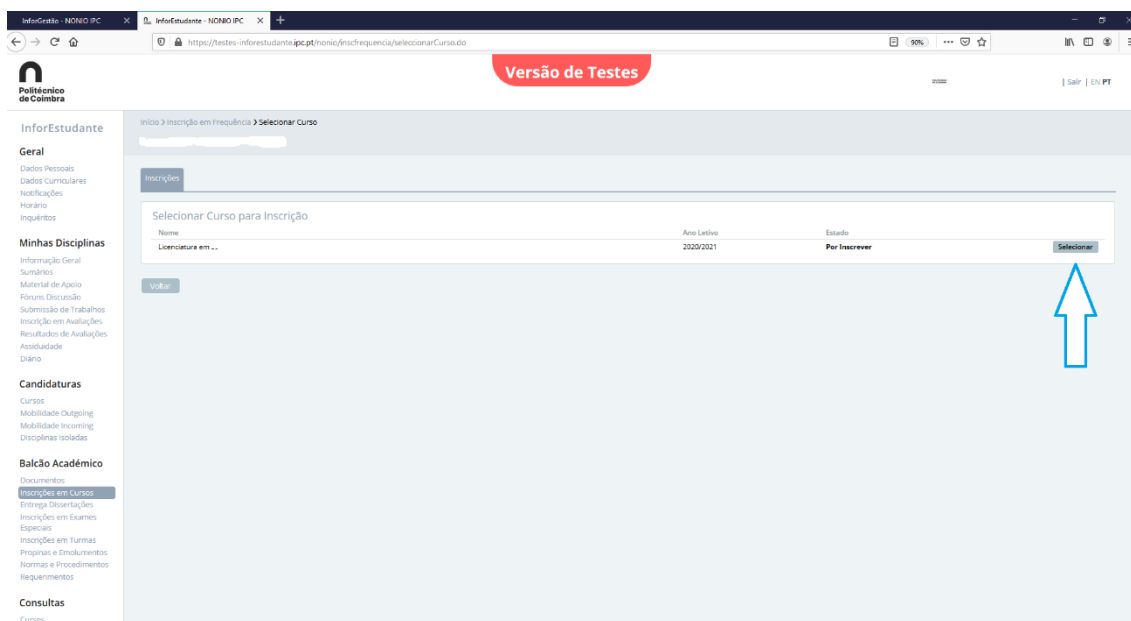 InforGestão - NONIO IPC
InforEstudante - NONIO IPC
https://testes-inforestudante.ipc.pt/nonio/inscfrequencia/seleccionarCurso.do
90%
Politécnico
de Coimbra
Versão de Testes
| Sair | EN PT
InforEstudante
Início > Inscrição em Frequência > Selecionar Curso
Geral
Dados Pessoais
Dados Curriculares
Notificações
Horário
Inquéritos
Minhas Disciplinas
Informação Geral
Sumários
Material de Apoio
Fóruns Discussão
Submissão de Trabalhos
Inscrição em Avaliações
Resultados de Avaliações
Assiduidade
Diário
Candidaturas
Cursos
Mobilidade Outgoing
Mobilidade Incoming
Disciplinas Isoladas
Balcão Académico
Documentos
Inscrições em Cursos
Entrega Dissertações
Inscrições em Exames
Especiais
Inscrições em Turmas
Propinas e Emolumentos
Normas e Procedimentos
Requerimentos
Consultas
Cursos
Inscrições
Selecionar Curso para Inscrição
Nome Ano Letivo Estado
Licenciatura em ... 2020/2021 Por Inscrever Selecionar
Voltar